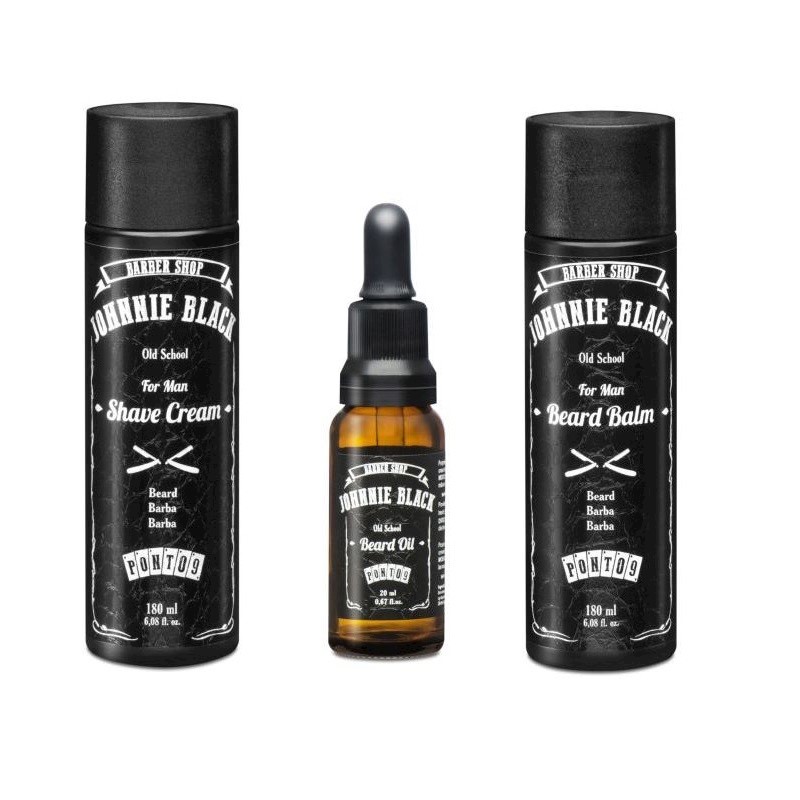 BARBER SHOP
JOHNNIE BLACK
Old School
For Man
Shave Cream
Beard
Barba
Barba
PONTO9
180 ml
6,08 fl. oz.
BARBER SHOP
JOHNNIE BLACK
Old School
Beard Oil
PONTO9
20 ml
0.67 fl.oz.
BARBER SHOP
JOHNNIE BLACK
Old School
For Man
Beard Balm
Beard
Barba
Barba
PONTO9
180 ml
6,08 fl. oz.